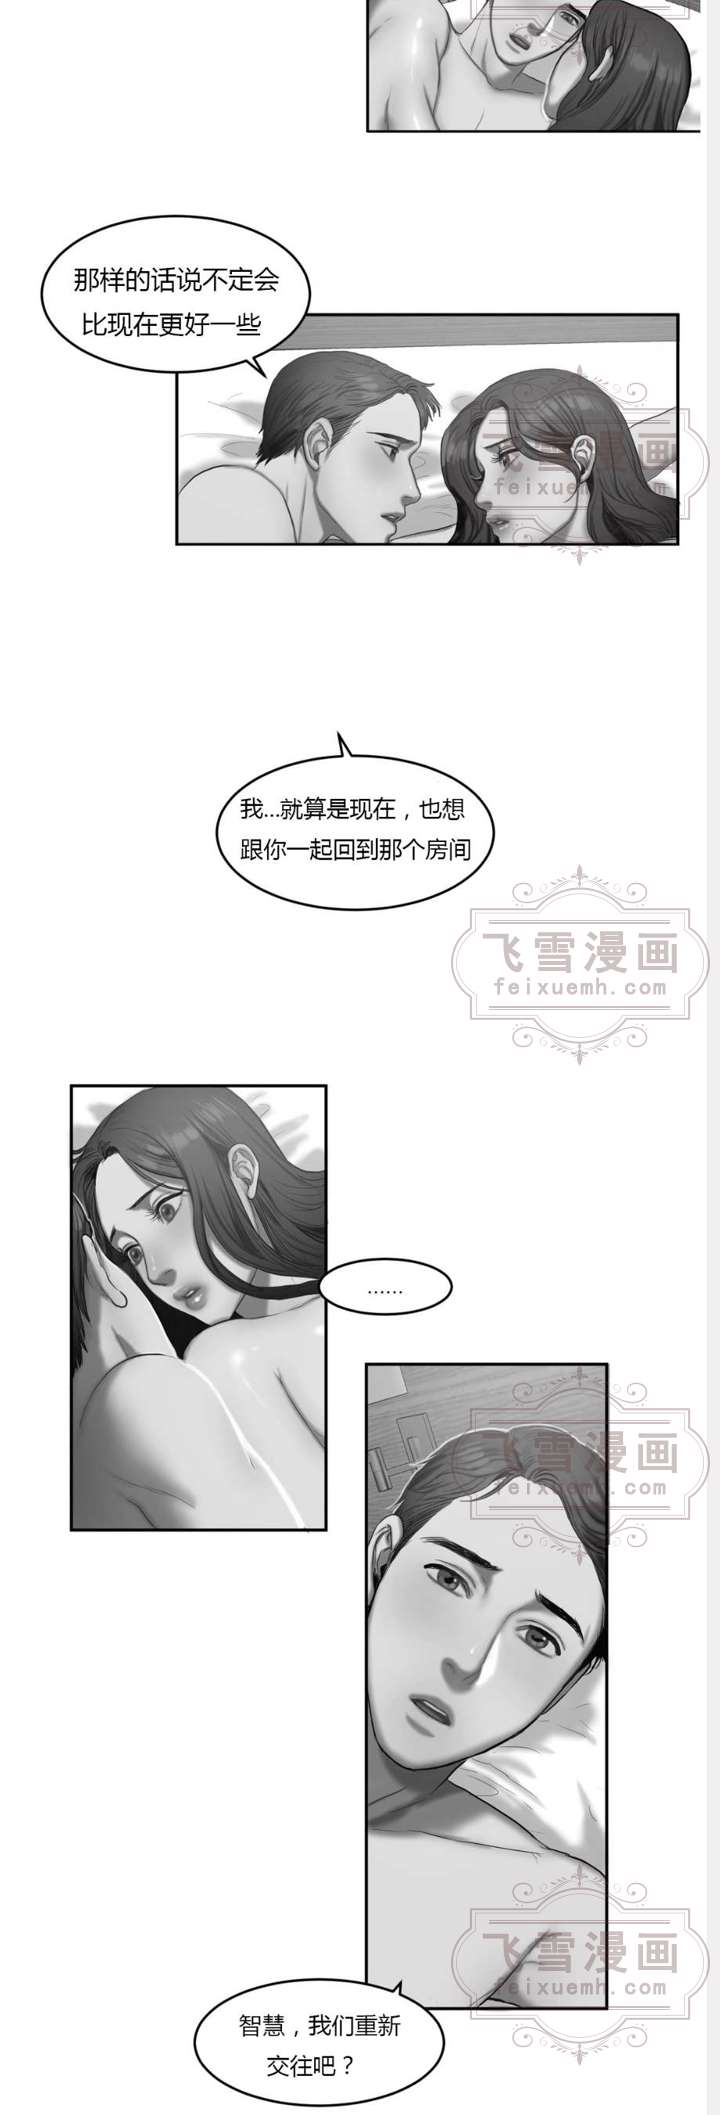 那样的话说不定会
比现在更好一些
飞雪漫画
feixuemh.com
我...就算是现在，也想
跟你一起回到那个房间
飞雪漫画
feixuemh.com
......
飞雪漫画
feixuemh.com
飞雪漫画
feixuemh.com
智慧，我们重新
交往吧？